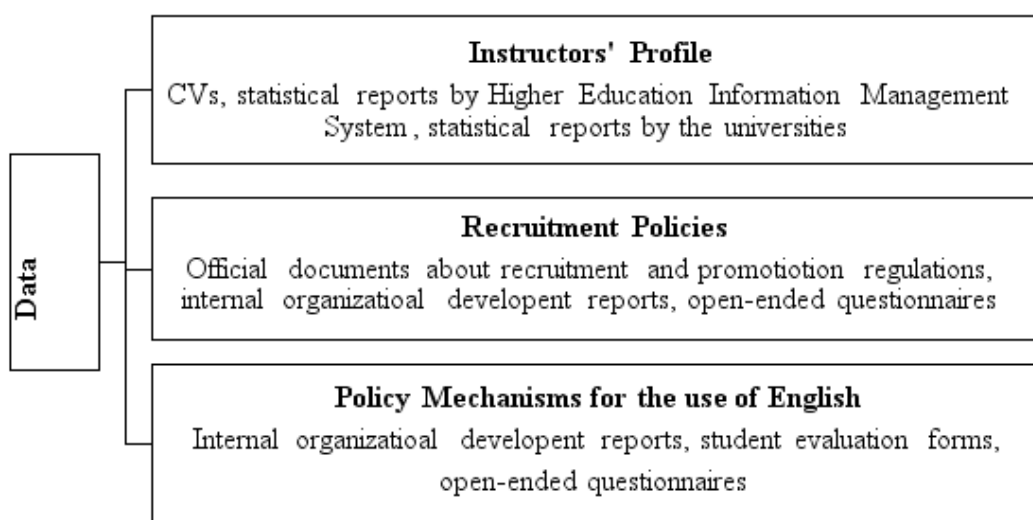 Data
Instructors' Profile
CVs, statistical reports by Higher Education Information Management
System, statistical reports by the universities
Recruitment Policies
Official documents about recruitment and promotiotion regulations,
internal organizatioal developent reports, open-ended questionnaires
Policy Mechanisms for the use of English
Internal organizatioal developent reports, student evaluation forms,
open-ended questionnaires